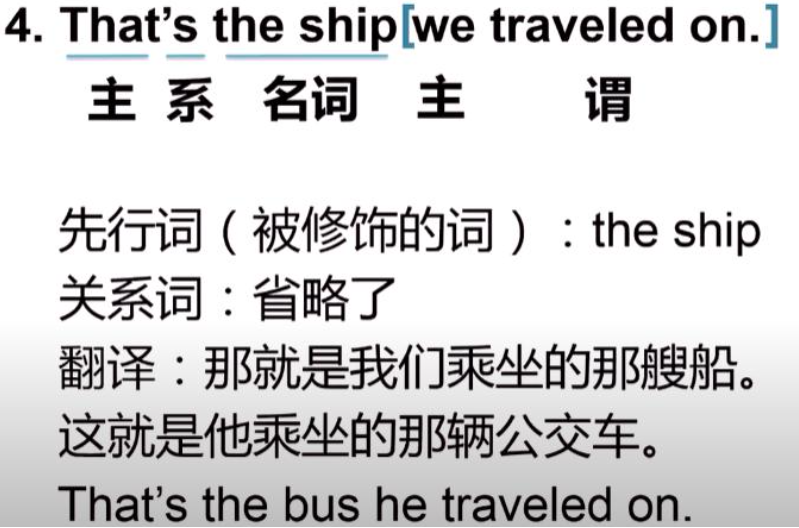 4. That's the ship[we traveled on.]
主 系 名词 主 谓
先行词（被修饰的词）：the ship
关系词：省略了
翻译：那就是我们乘坐的那艘船。
这就是他乘坐的那辆公交车。
That's the bus he traveled on.